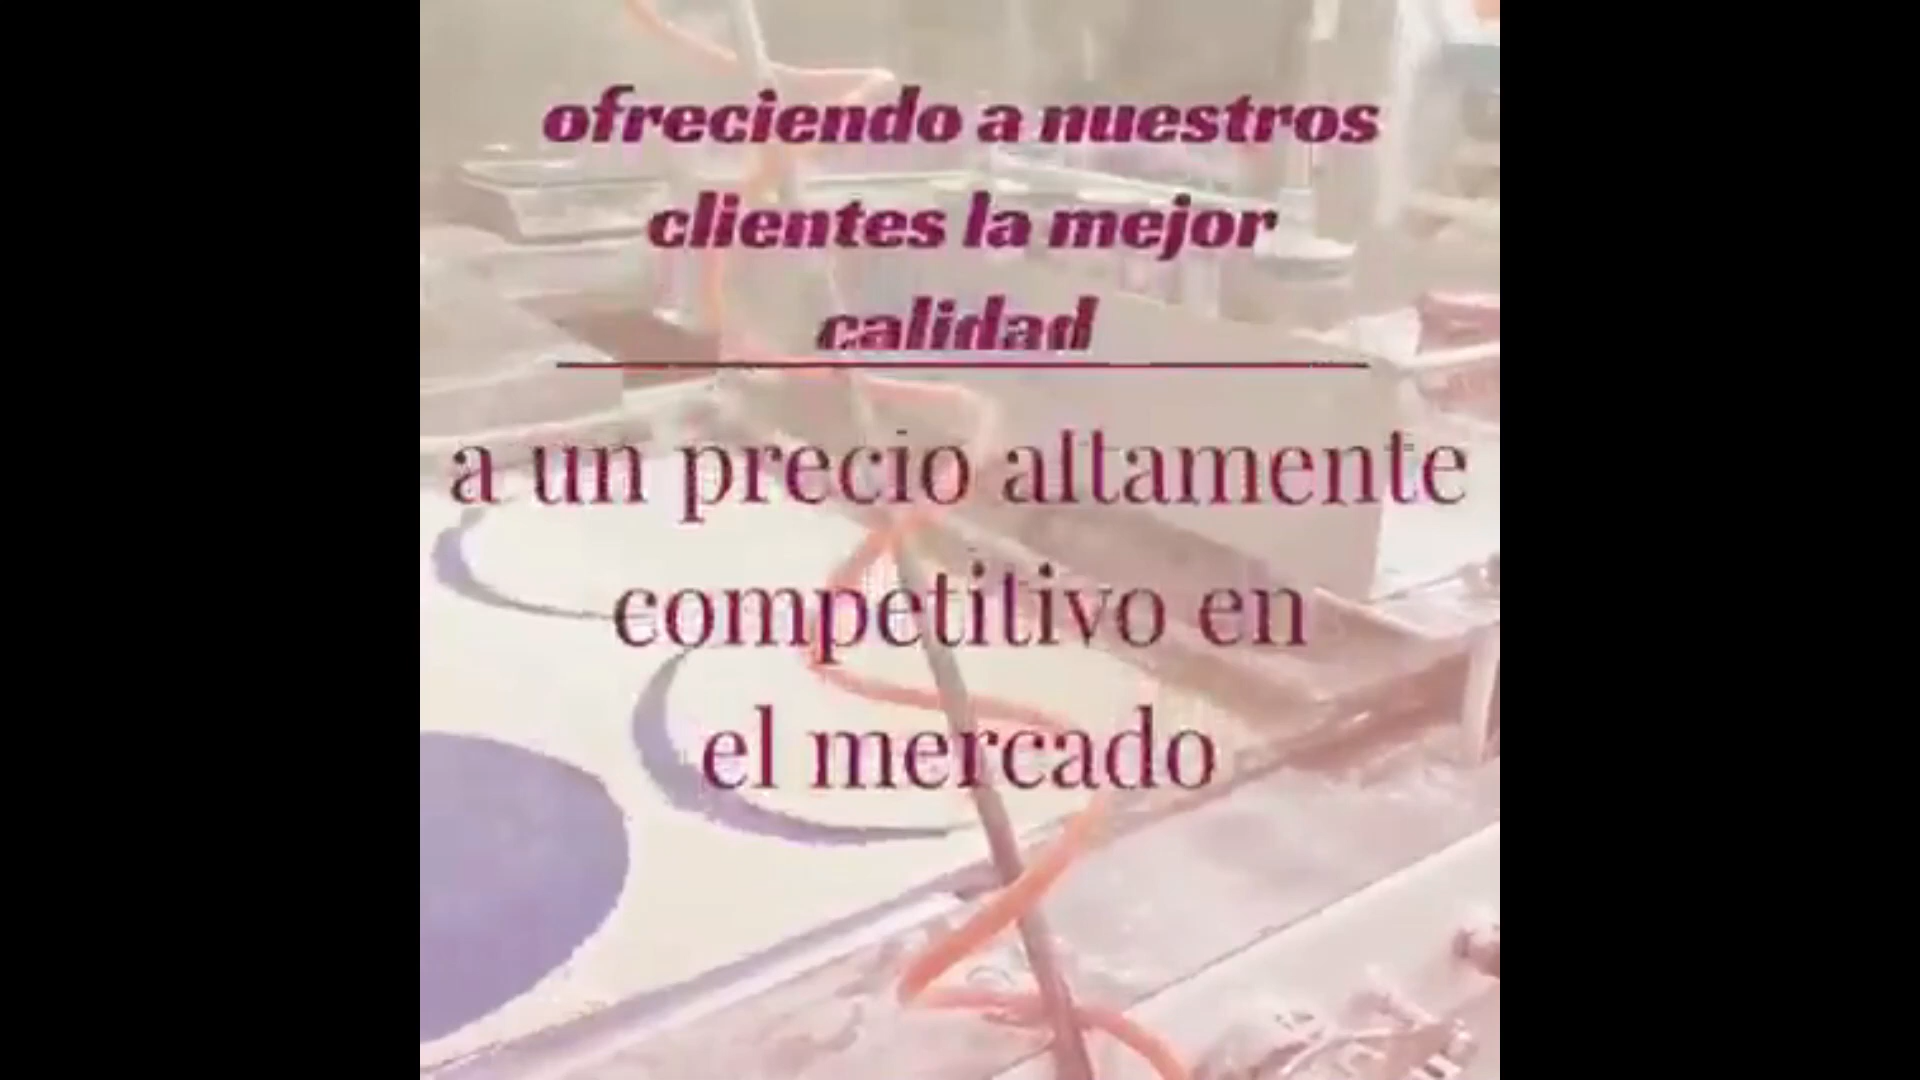 ofreciendo a nuestros
clientes la mejor
calidad
a un precio altamente
competitivo en
el mercado